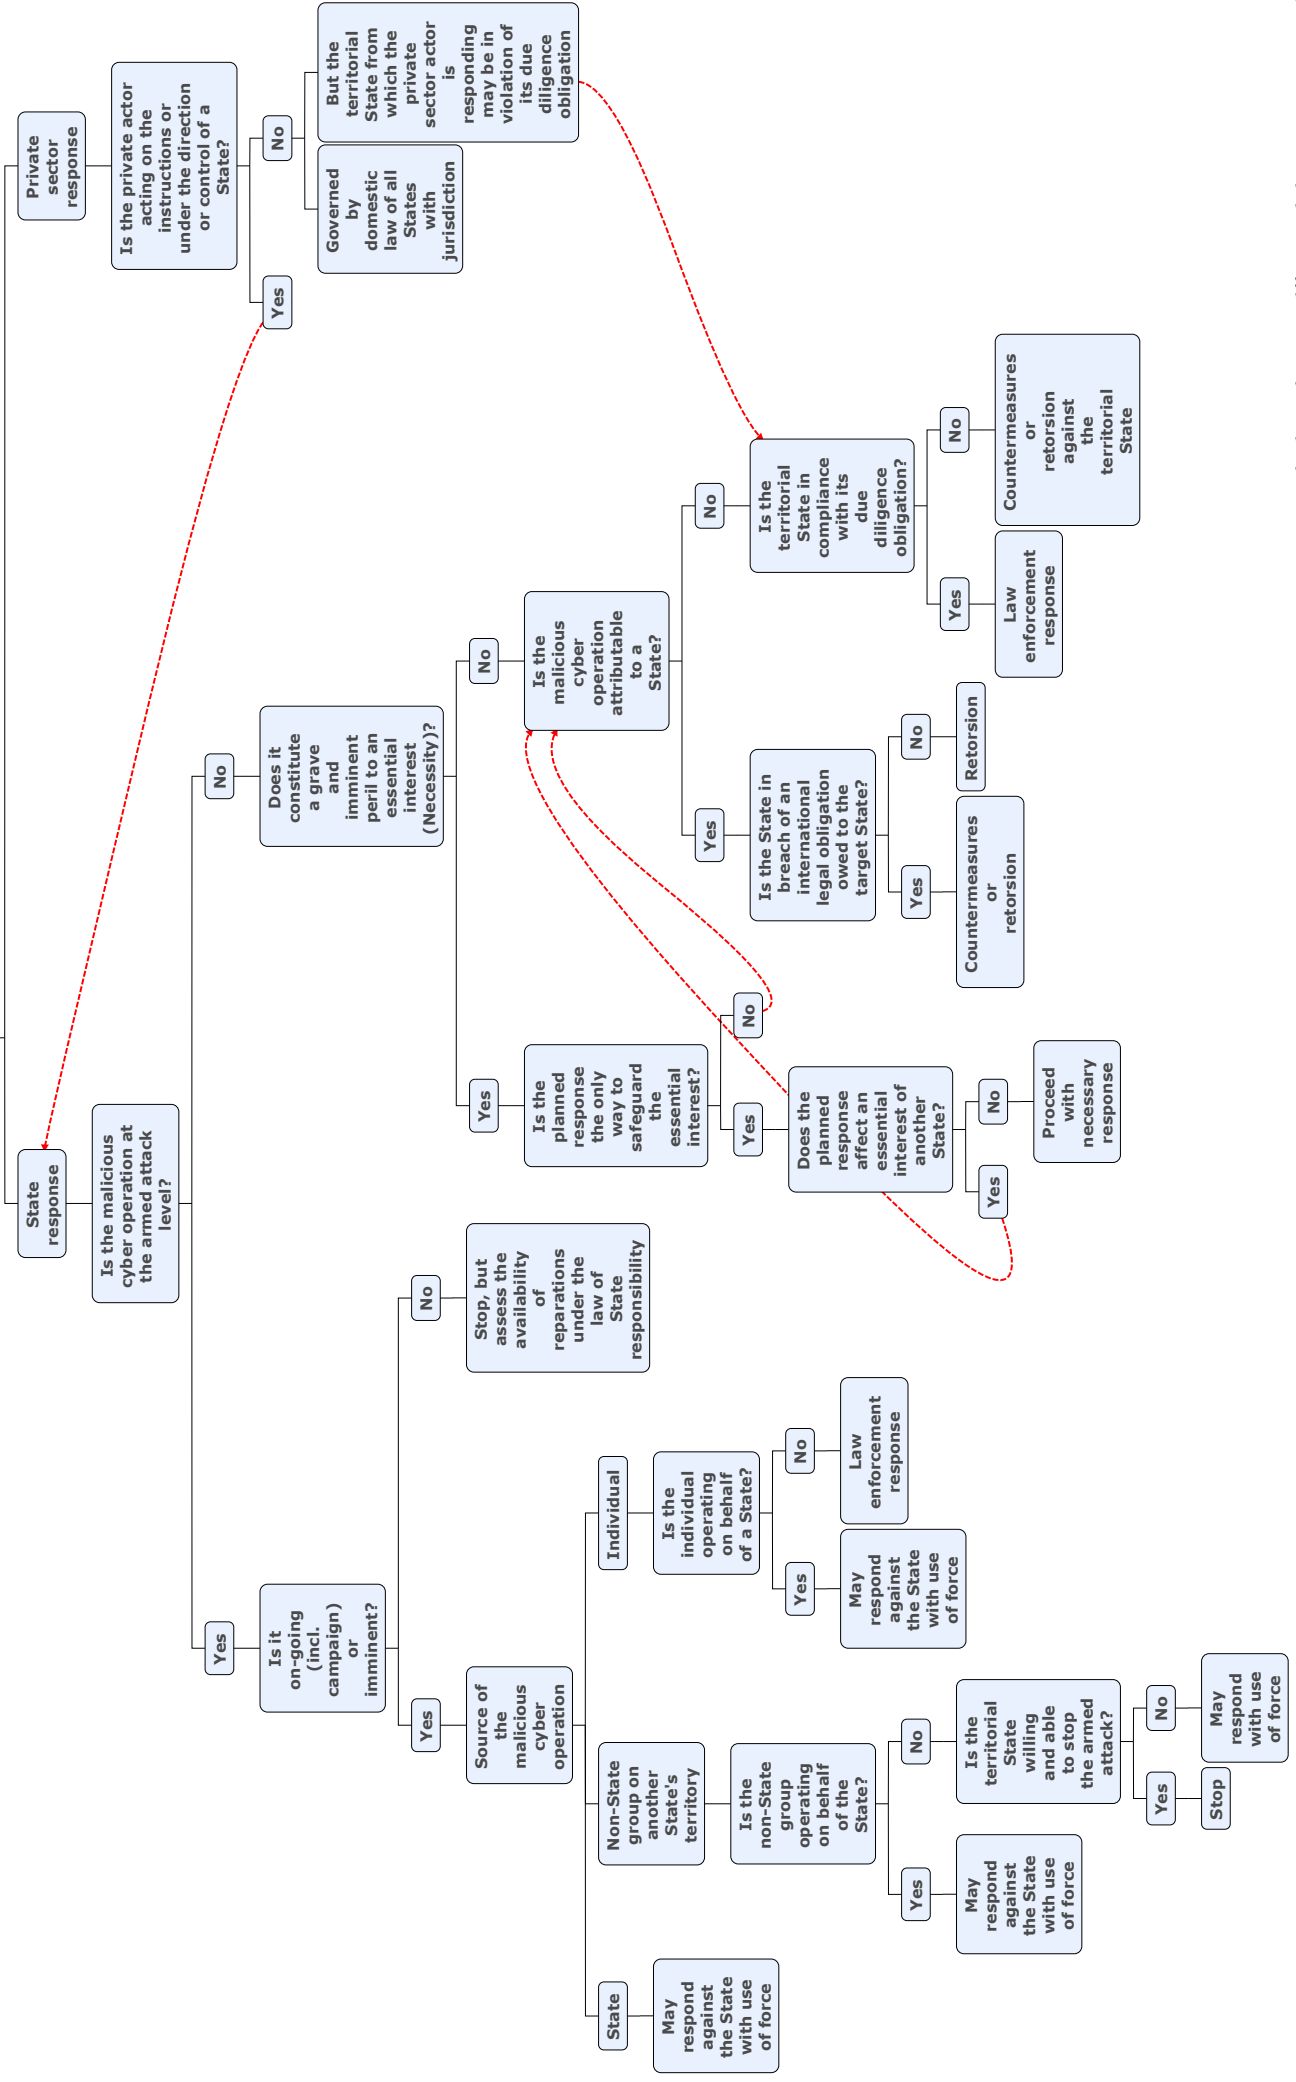 State
response
Private
sector
response
Is the malicious
cyber operation at
the armed attack
level?
Is the private actor
acting on the
instructions or
under the direction
or control of a
State?
Yes
No
Yes
No
Is it
on-going
(incl.
campaign)
or
imminent?
Does it
constitute
a grave
and
imminent
peril to an
essential
interest
(Necessity)?
Governed
by
domestic
law of all
States
with
jurisdiction
But the
territorial
State from
which the
private
sector actor
is
responding
may be in
violation of
its due
diligence
obligation
Yes
No
Yes
No
Source of
the
malicious
cyber
operation
Stop, but
assess the
availability
of
reparations
under the
law of
State
responsibility
Is the
planned
response
the only
way to
safeguard
the
essential
interest?
Is the
malicious
cyber
operation
attributable
to a
State?
State
Non-State
group on
another
State's
territory
Individual
Yes
No
Yes
No
May
respond
against
the State
with use
of force
Is the
non-State
group
operating
on behalf
of the
State?
Is the
individual
operating
on behalf
of a State?
Does the
planned
response
affect an
essential
interest of
another
State?
Is the State in
breach of an
international
legal obligation
owed to the
target State?
Is the
territorial
State in
compliance
with its
due
diligence
obligation?
Yes
No
Yes
No
Yes
No
Yes
No
Yes
No
May
respond
against
the State
with use
of force
Is the
territorial
State
willing
and able
to stop
the armed
attack?
May
respond
against
the State
with use
of force
Law
enforcement
response
Proceed
with
necessary
response
Countermeasures
or
retorsion
Retorsion
Law
enforcement
response
Countermeasures
or
retorsion
against
the
territorial
State
Yes
No
Stop
May
respond
with use
of force